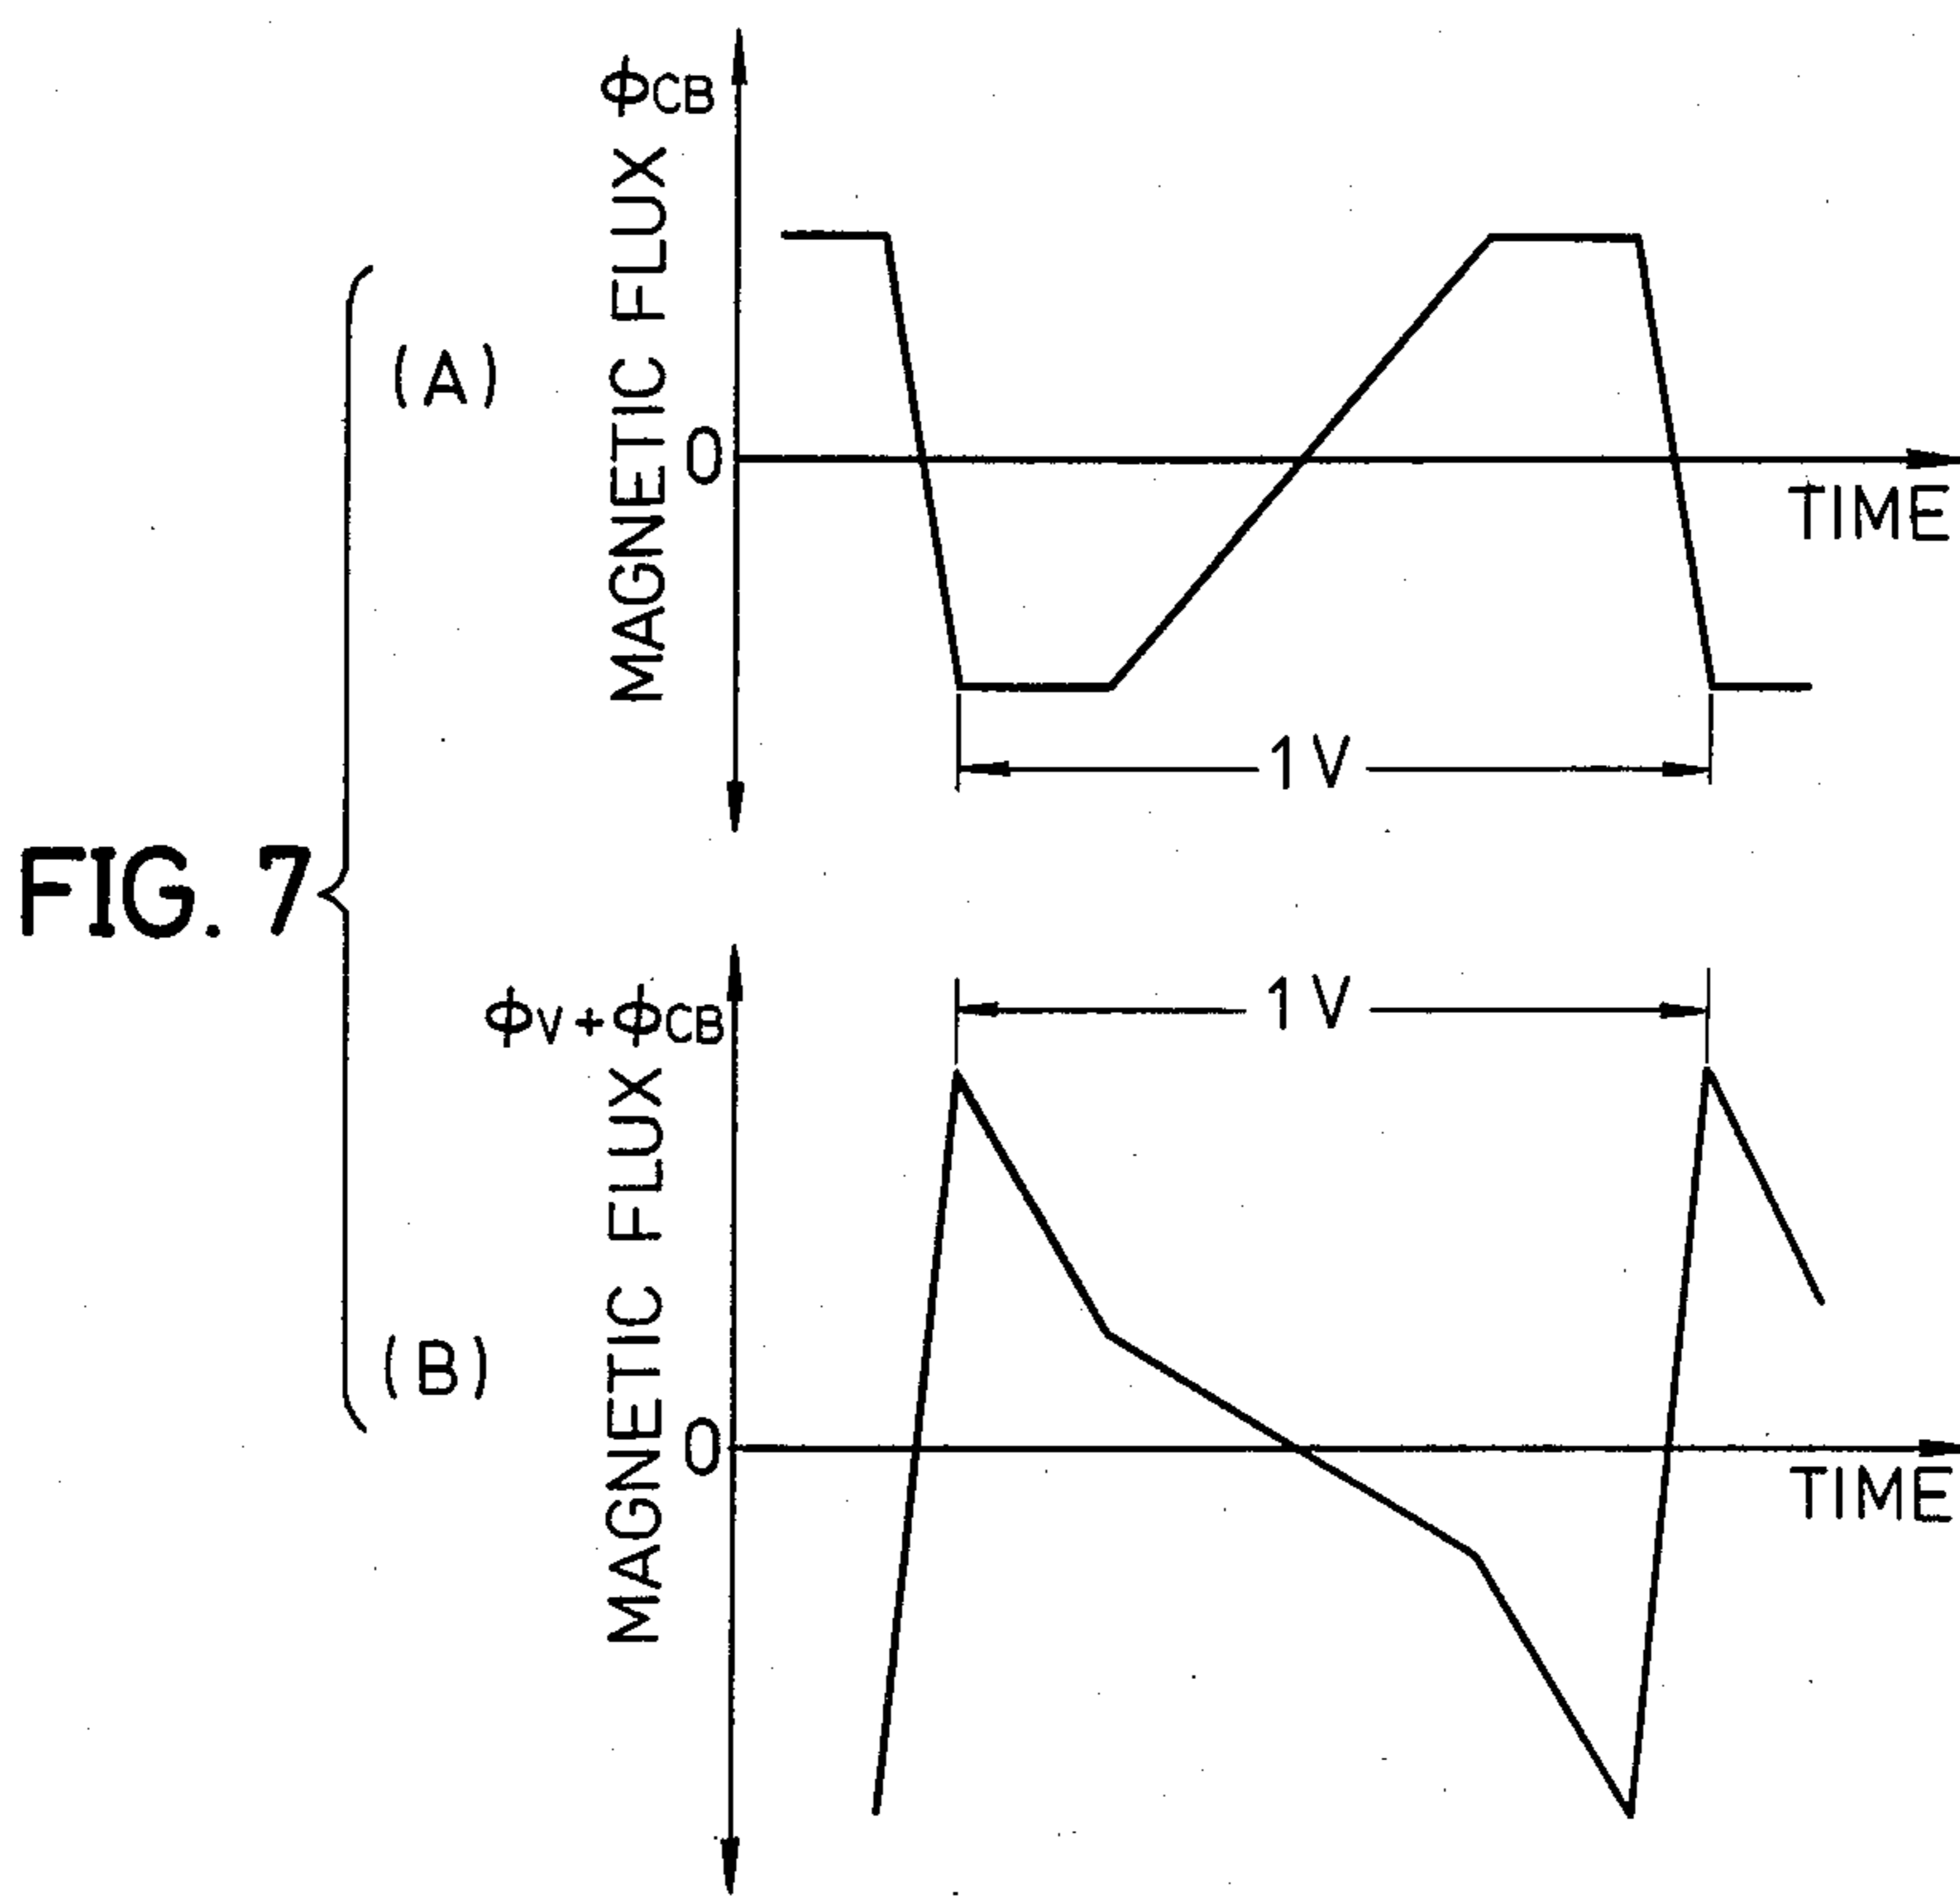 FIG. 7
(A)
MAGNETIC FLUX ϕCB
0
TIME
1V
(B)
MAGNETIC FLUX ϕV+ϕCB
1V
0
TIME